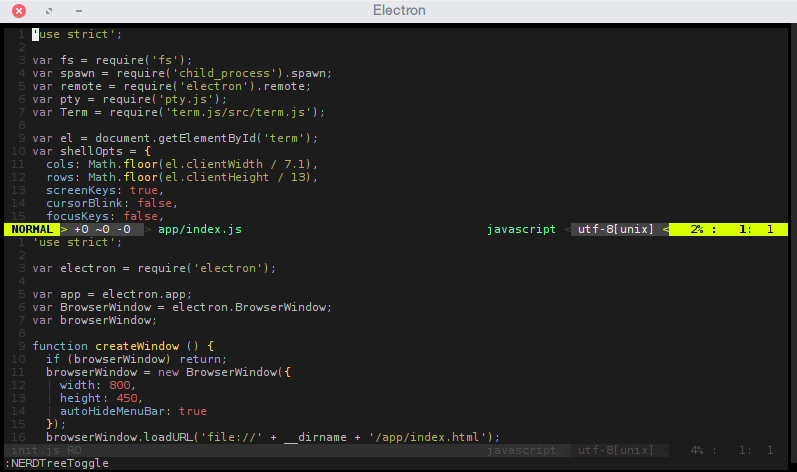 Electron
1 'use strict';
2
3 var fs = require('fs');
4 var spawn = require('child_process').spawn;
5 var remote = require('electron').remote;
6 var pty = require('pty.js');
7 var Term = require('term.js/src/term.js');
8
9 var el = document.getElementById('term');
10 var shellOpts = {
11 cols: Math.floor(el.clientWidth / 7.1),
12 rows: Math.floor(el.clientHeight / 13),
13 screenKeys: true,
14 cursorBlink: false,
15 focusKeys: false,
NORMAL > +0 ~0 -0 > app/index.js javascript < utf-8[unix] < 2% : 1: 1
1 'use strict';
2
3 var electron = require('electron');
4
5 var app = electron.app;
6 var BrowserWindow = electron.BrowserWindow;
7 var browserWindow;
8
9 function createWindow () {
10 if (browserWindow) return;
11 browserWindow = new BrowserWindow({
12 | width: 800,
13 | height: 450,
14 | autoHideMenuBar: true
15 });
16 browserWindow.loadURL('file://' + __dirname + '/app/index.html');
init.js RO javascript < utf-8[unix] < 4% : 1: 1
:NERDTreeToggle